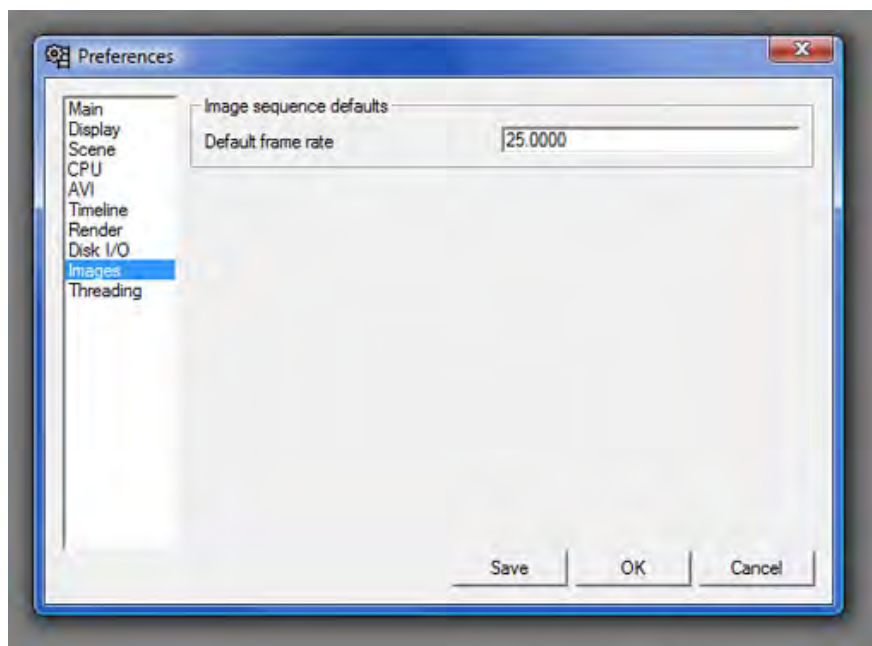 Preferences
Main
Display
Scene
CPU
AVI
Timeline
Render
Disk I/O
Images
Threading
Image sequence defaults
Default frame rate 25.0000
Save OK Cancel